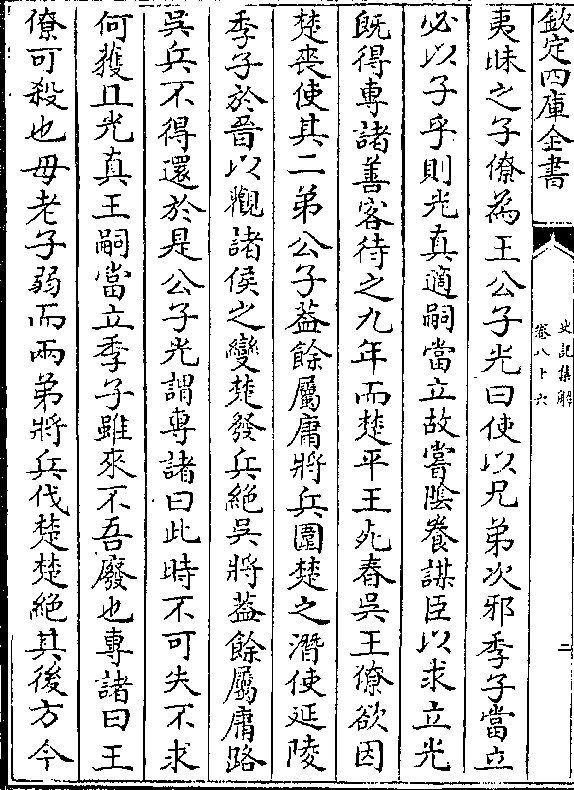 欽定四庫全書
史記集解
卷八十六
二
夷昧之子僚為王公子光曰使以兄弟次邪季子當立
必以子乎則光真適嗣當立故嘗隂養謀臣以求立光
既得專諸善客待之九年而楚平王死春吳王僚欲因
楚喪使其二弟公子葢餘屬庸將兵圍楚之潛使延陵
季子於晉以觀諸侯之變楚發兵絶吳將葢餘屬庸路
吳兵不得還於是公子光謂專諸曰此時不可失不求
何獲且光真王嗣當立季子雖來不吾廢也專諸曰王
僚可殺也母老子弱而兩弟將兵伐楚楚絶其後方今